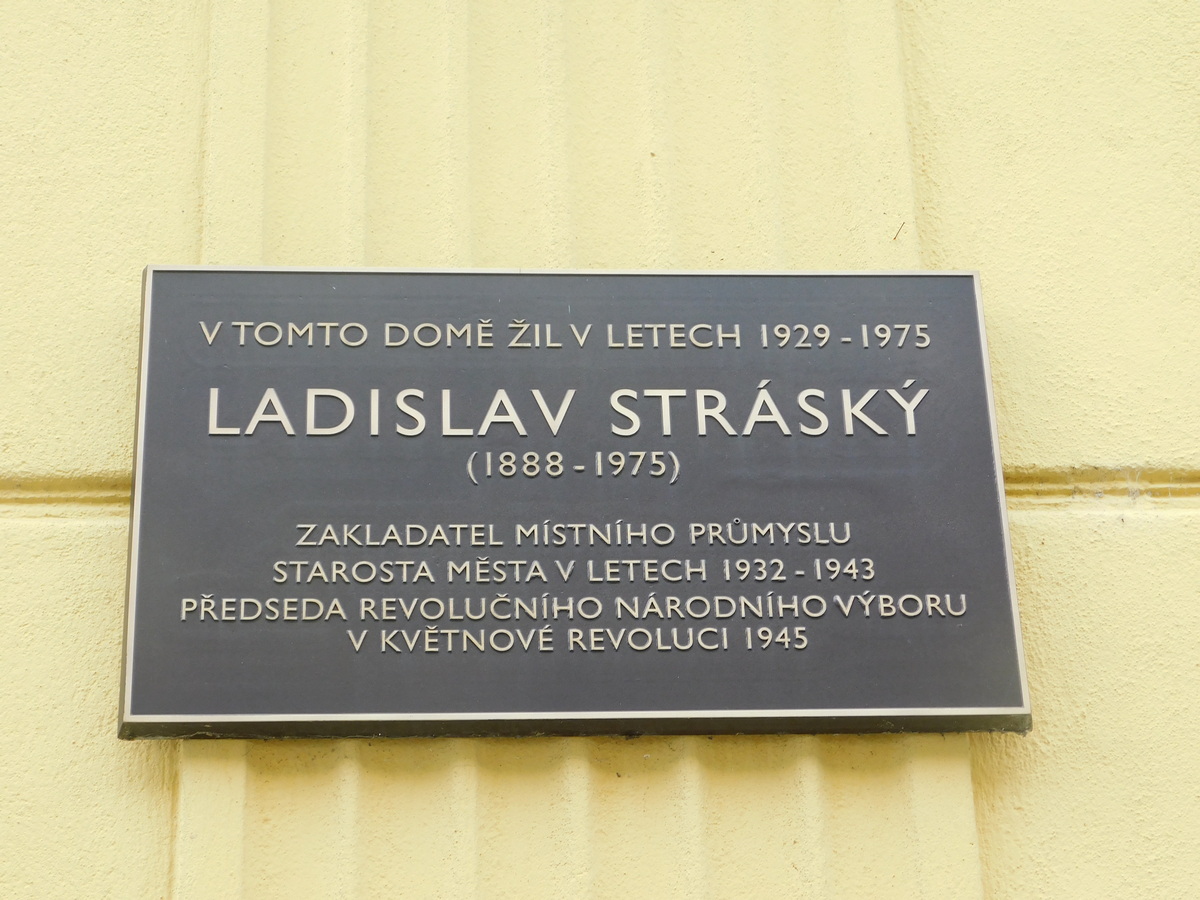 V TOMTO DOMĚ ŽIL V LETECH 1929 - 1975
LADISLAV STRÁSKÝ
(1888 - 1975)
ZAKLADATEL MÍSTNÍHO PRŮMYSLU
STAROSTA MĚSTA V LETECH 1932 - 1943
PŘEDSEDA REVOLUČNÍHO NÁRODNÍHO VÝBORU
V KVĚTNOVÉ REVOLUCI 1945